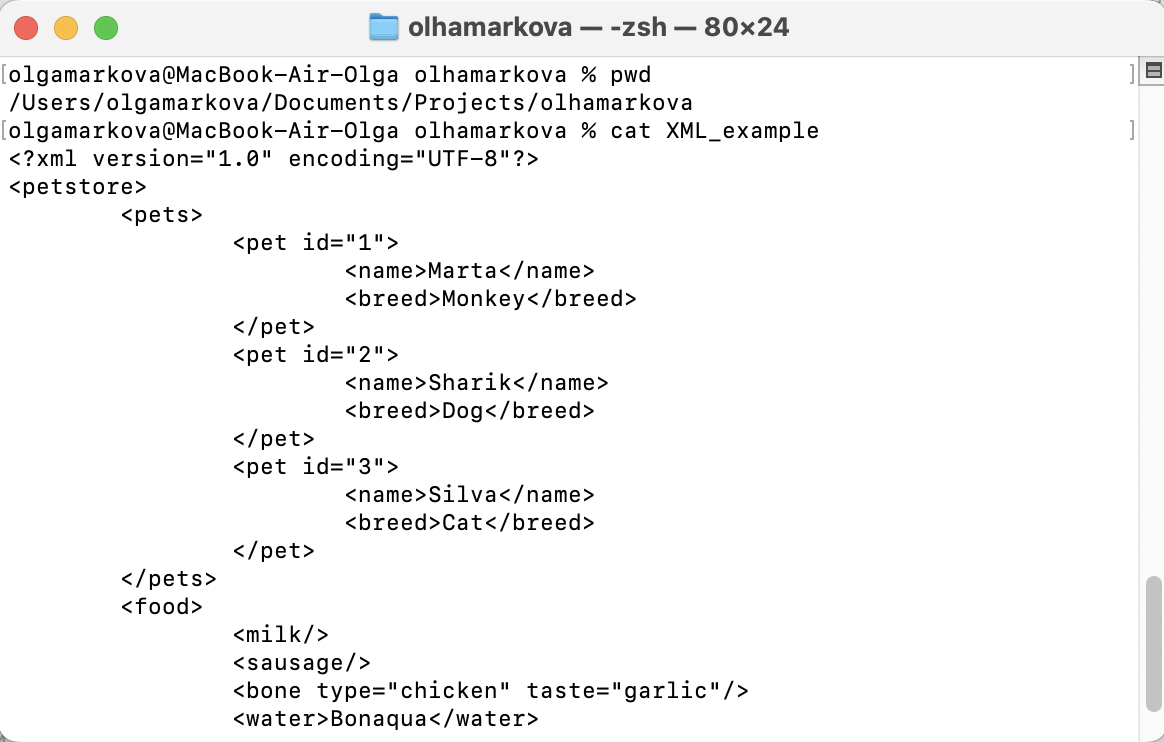 olhamarkova — -zsh — 80×24
[olgamarkova@MacBook-Air-Olga olhamarkova % pwd ]
/Users/olgamarkova/Documents/Projects/olhamarkova
[olgamarkova@MacBook-Air-Olga olhamarkova % cat XML_example ]
<?xml version="1.0" encoding="UTF-8"?>
<petstore>
        <pets>
                <pet id="1">
                        <name>Marta</name>
                        <breed>Monkey</breed>
                </pet>
                <pet id="2">
                        <name>Sharik</name>
                        <breed>Dog</breed>
                </pet>
                <pet id="3">
                        <name>Silva</name>
                        <breed>Cat</breed>
                </pet>
        </pets>
        <food>
                <milk/>
                <sausage/>
                <bone type="chicken" taste="garlic"/>
                <water>Bonaqua</water>